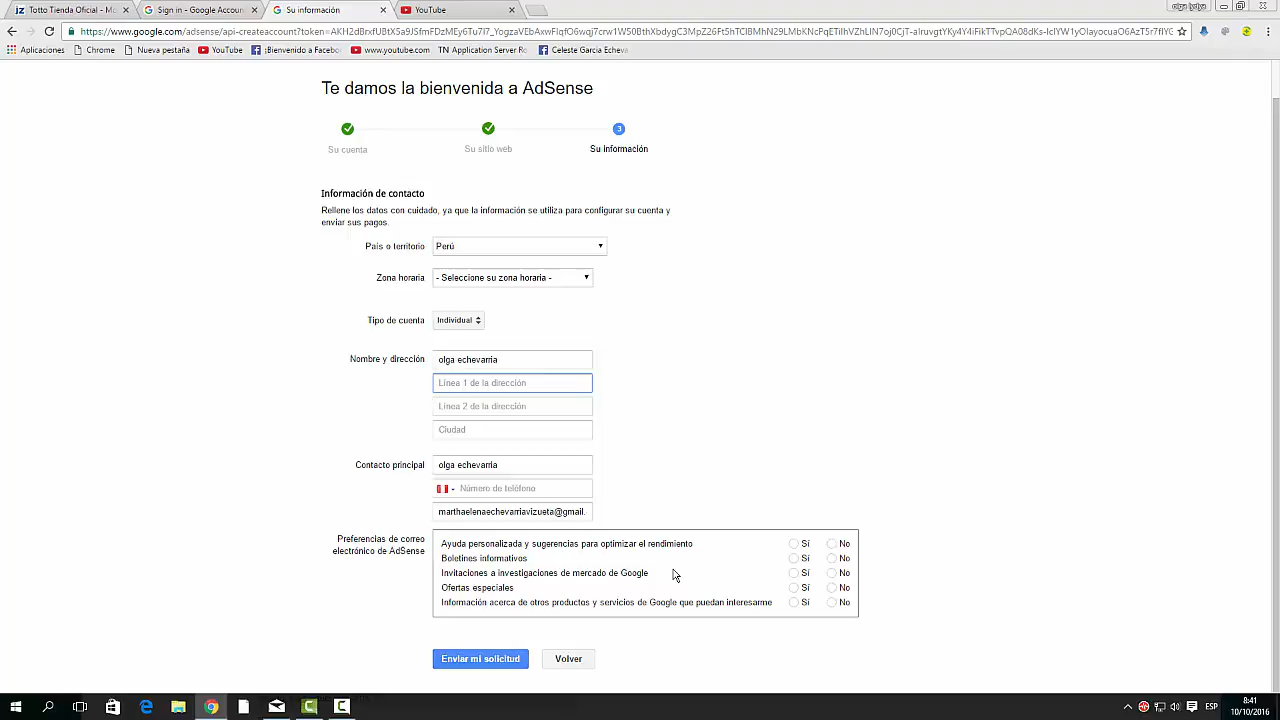 Totto Tienda Oficial - Mo
Sign in - Google Accoun
Su información
YouTube
olga bolga
Aplicaciones
Chrome
Nueva pestaña
YouTube
¡Bienvenido a Facebo
www.youtube.com
TN Application Server Ro
Celeste Garcia Echeva
Te damos la bienvenida a AdSense
3
Su cuenta
Su sitio web
Su información
Información de contacto
Rellene los datos con cuidado, ya que la información se utiliza para configurar su cuenta y
enviar sus pagos.
País o territorio
Perú
Zona horaria
- Seleccione su zona horaria -
Tipo de cuenta
Individual
Nombre y dirección
olga echevarria
Línea 1 de la dirección
Línea 2 de la dirección
Ciudad
Contacto principal
olga echevarria
Número de teléfono
marthaelenaechevarriavizueta@gmail.
Preferencias de correo
electrónico de AdSense
Ayuda personalizada y sugerencias para optimizar el rendimiento Sí No
Boletines informativos Sí No
Invitaciones a investigaciones de mercado de Google Sí No
Ofertas especiales Sí No
Información acerca de otros productos y servicios de Google que puedan interesarme Sí No
Enviar mi solicitud
Volver
ESP
8:41
10/10/2016